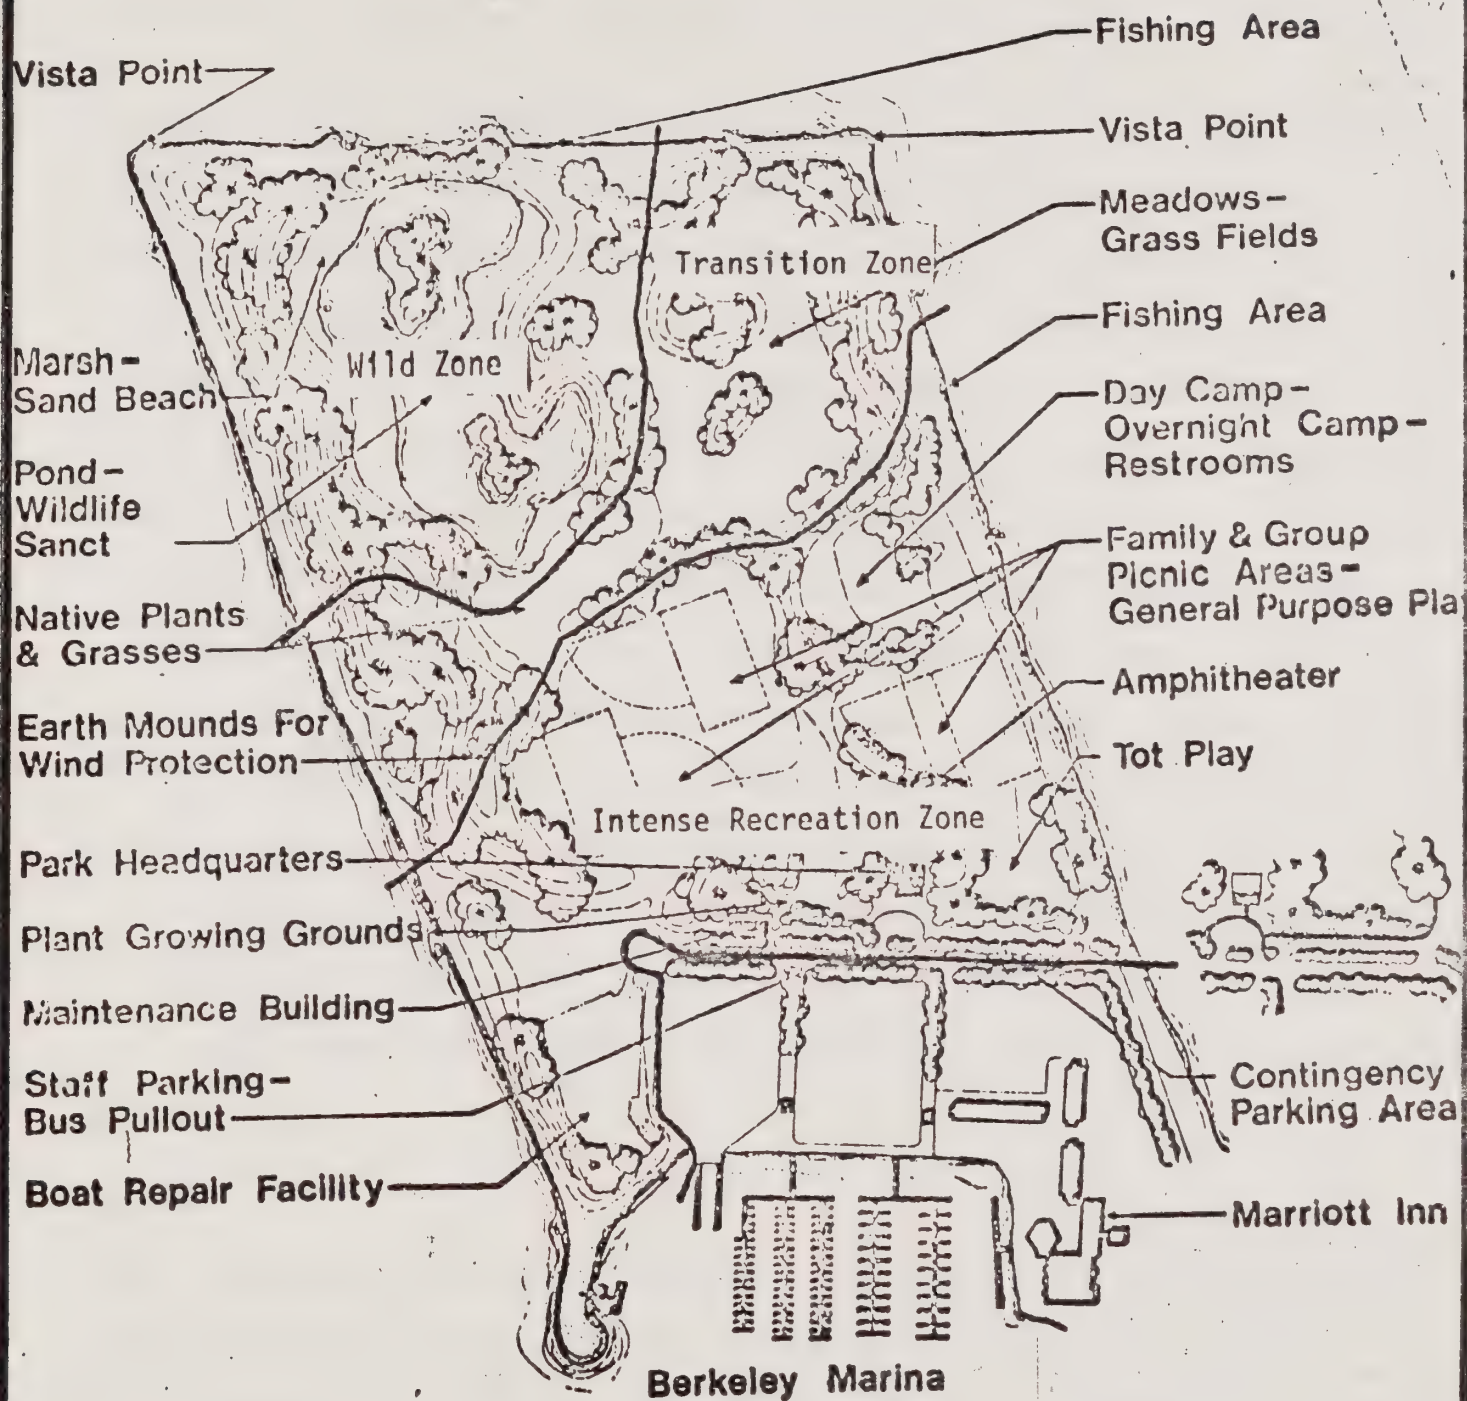 Vista Point
Marsh-
Sand Beach
Pond-
Wildlife
Sanct
Native Plants
& Grasses
Earth Mounds For
Wind Protection
Park Headquarters
Plant Growing Grounds
Maintenance Building
Staff Parking-
Bus Pullout
Boat Repair Facility
Wild Zone
Transition Zone
Intense Recreation Zone
Fishing Area
Vista Point
Meadows-
Grass Fields
Fishing Area
Day Camp-
Overnight Camp-
Restrooms
Family & Group
Picnic Areas-
General Purpose Pla
Amphitheater
Tot Play
Contingency
Parking Area
Marriott Inn
Berkeley Marina